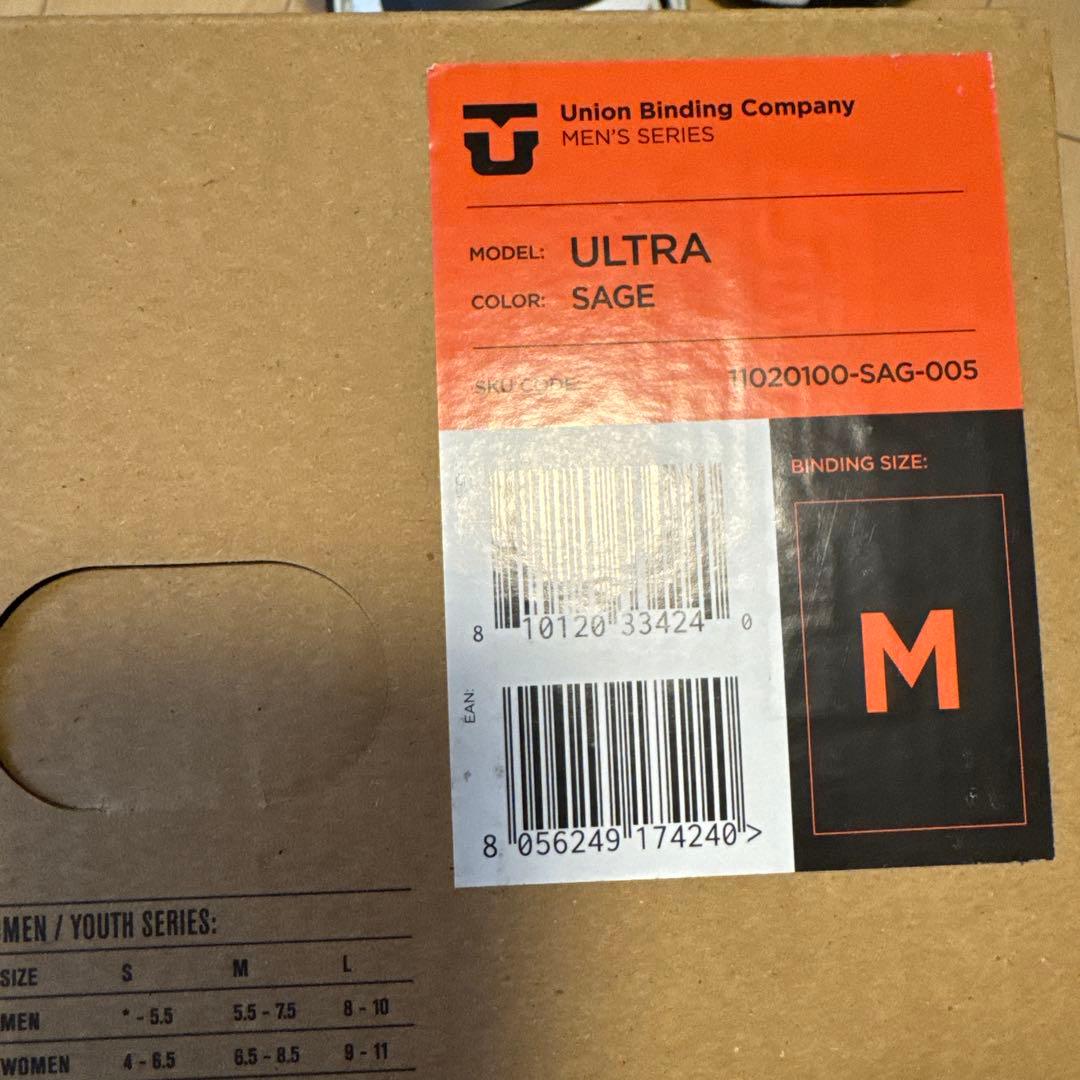 Union Binding Company
MEN'S SERIES
MODEL: ULTRA
COLOR: SAGE
SKU CODE: 11020100-SAG-005
BINDING SIZE:
M
8 10120 33424 0
EAN:
8 056249 174240 >
MEN / YOUTH SERIES:
SIZE S M L
MEN * - 5.5 5.5 - 7.5 8 - 10
WOMEN 4 - 6.5 6.5 - 8.5 9 - 11